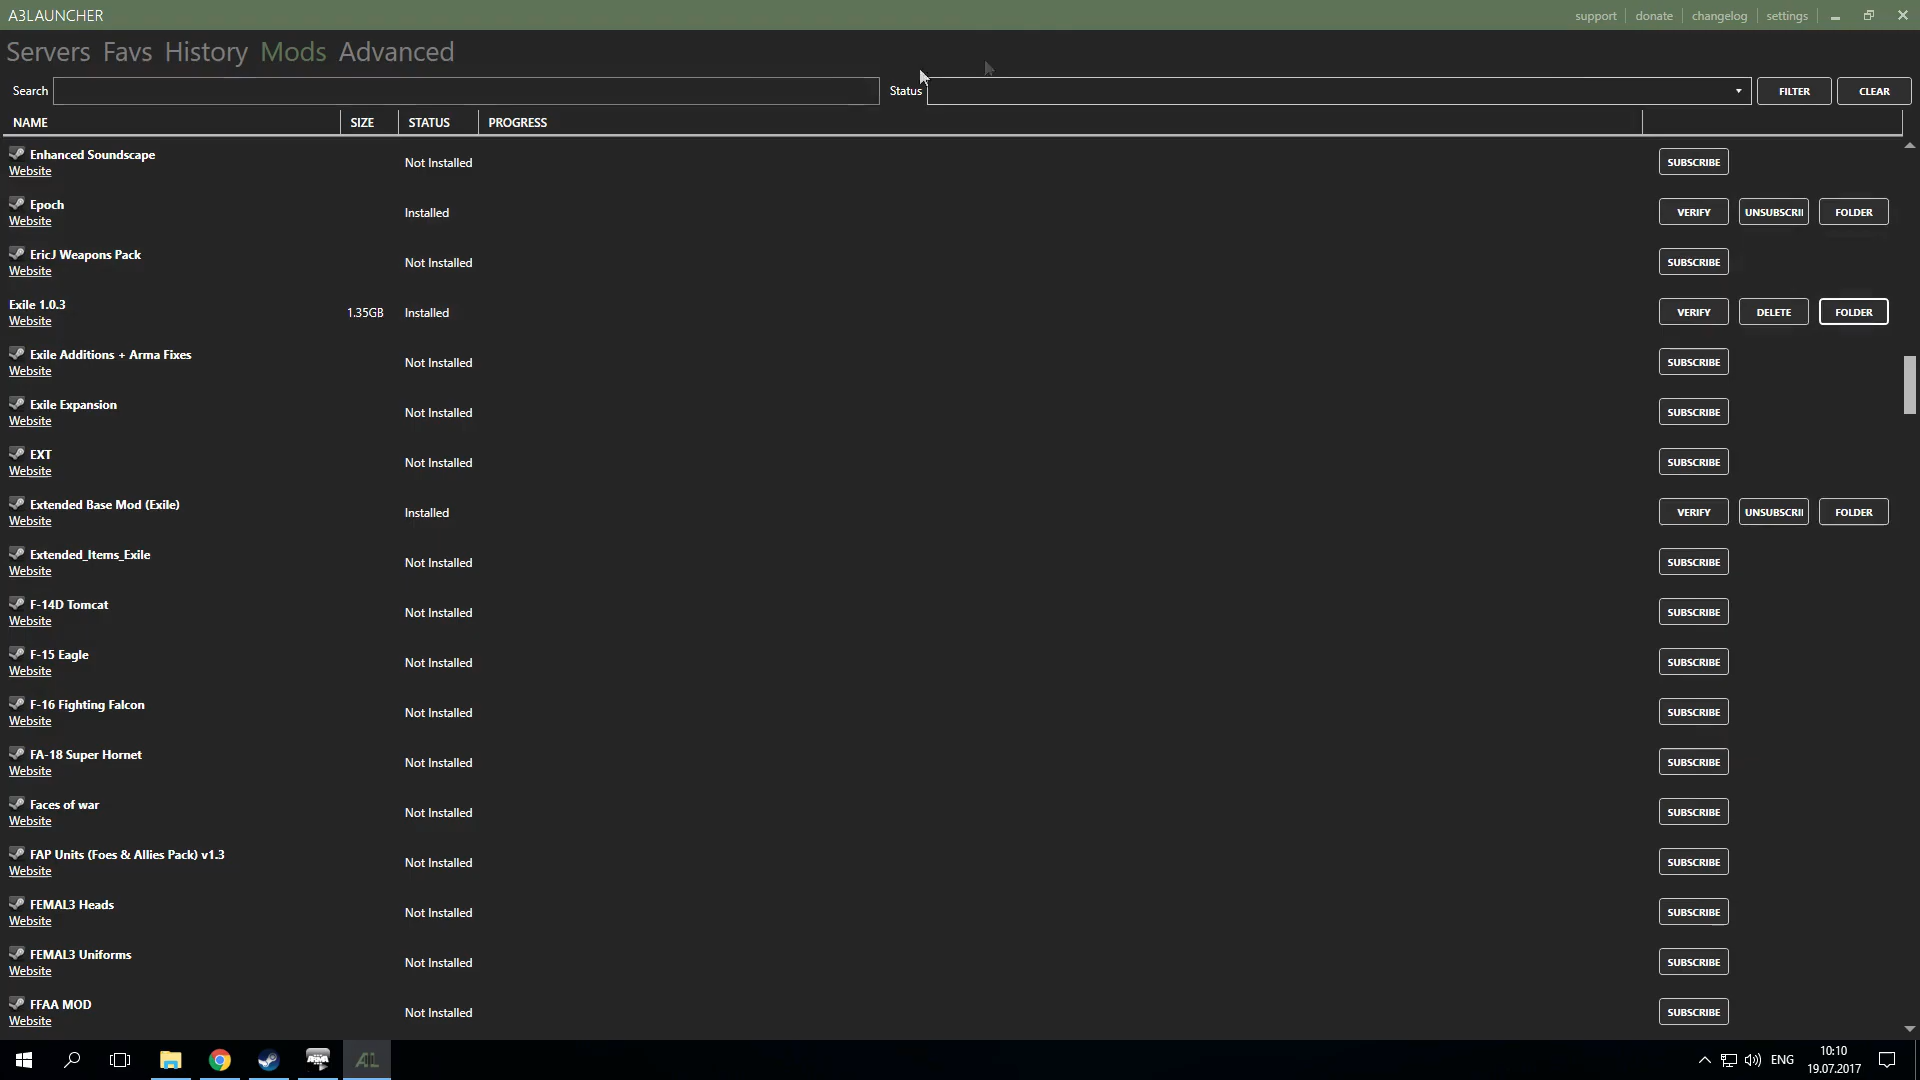 A3LAUNCHER
support donate changelog settings
Servers Favs History Mods Advanced
Search Status FILTER CLEAR
NAME SIZE STATUS PROGRESS
Enhanced Soundscape
Website
Not Installed SUBSCRIBE
Epoch
Website
Installed VERIFY UNSUBSCRI FOLDER
EricJ Weapons Pack
Website
Not Installed SUBSCRIBE
Exile 1.0.3
Website
1.35GB Installed VERIFY DELETE FOLDER
Exile Additions + Arma Fixes
Website
Not Installed SUBSCRIBE
Exile Expansion
Website
Not Installed SUBSCRIBE
EXT
Website
Not Installed SUBSCRIBE
Extended Base Mod (Exile)
Website
Installed VERIFY UNSUBSCRI FOLDER
Extended_Items_Exile
Website
Not Installed SUBSCRIBE
F-14D Tomcat
Website
Not Installed SUBSCRIBE
F-15 Eagle
Website
Not Installed SUBSCRIBE
F-16 Fighting Falcon
Website
Not Installed SUBSCRIBE
FA-18 Super Hornet
Website
Not Installed SUBSCRIBE
Faces of war
Website
Not Installed SUBSCRIBE
FAP Units (Foes & Allies Pack) v1.3
Website
Not Installed SUBSCRIBE
FEMAL3 Heads
Website
Not Installed SUBSCRIBE
FEMAL3 Uniforms
Website
Not Installed SUBSCRIBE
FFAA MOD
Website
Not Installed SUBSCRIBE
ENG
10:10
19.07.2017